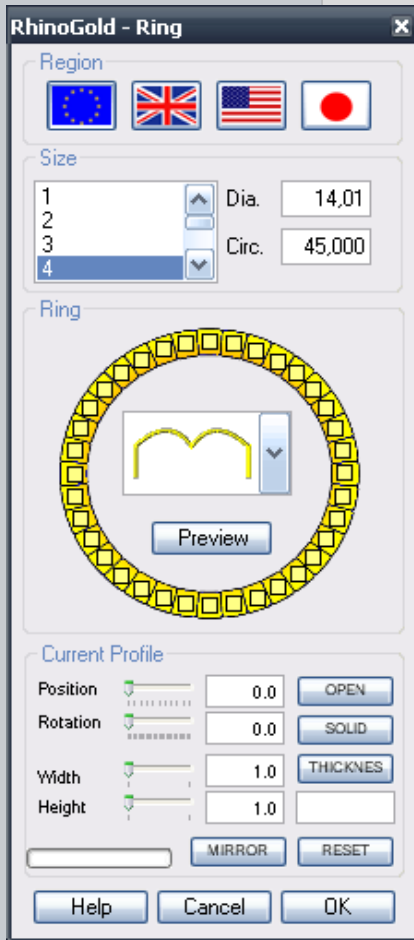 RhinoGold - Ring
Region
Size
1
2
3
4
Dia. 14,01
Circ. 45,000
Ring
Preview
Current Profile
Position 0.0 OPEN
Rotation 0.0 SOLID
Width 1.0 THICKNES
Height 1.0
MIRROR RESET
Help Cancel OK